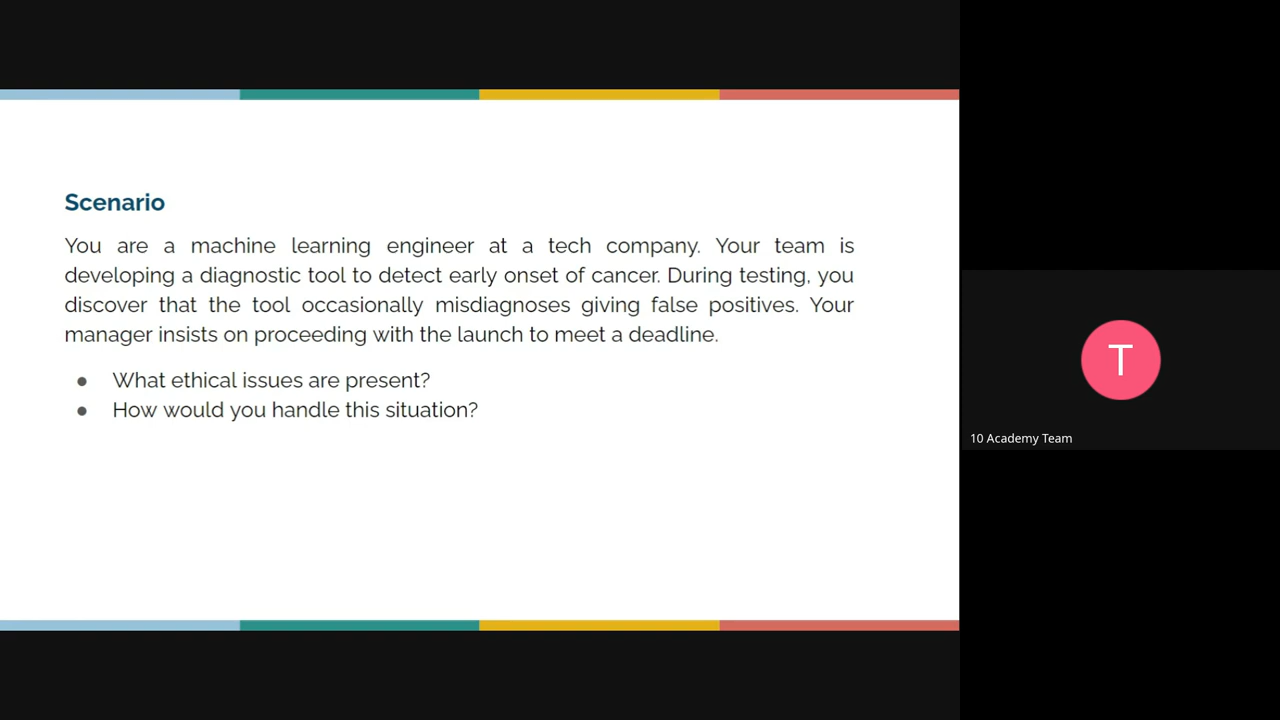 Scenario
You are a machine learning engineer at a tech company. Your team is
developing a diagnostic tool to detect early onset of cancer. During testing, you
discover that the tool occasionally misdiagnoses giving false positives. Your
manager insists on proceeding with the launch to meet a deadline.
● What ethical issues are present?
● How would you handle this situation?
T
10 Academy Team